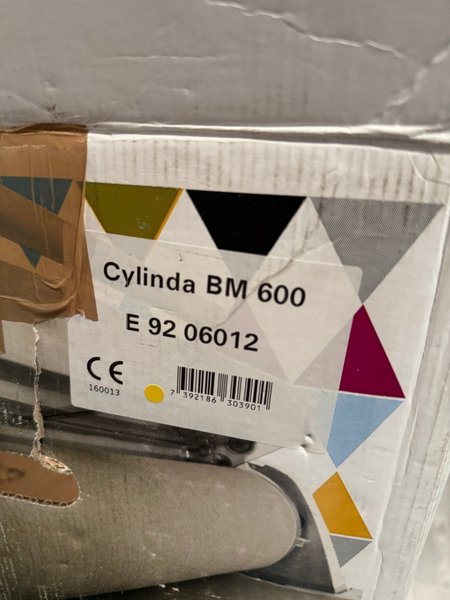 Cylinda BM 600
E 92 06012
CE
160013
7 392186 303901